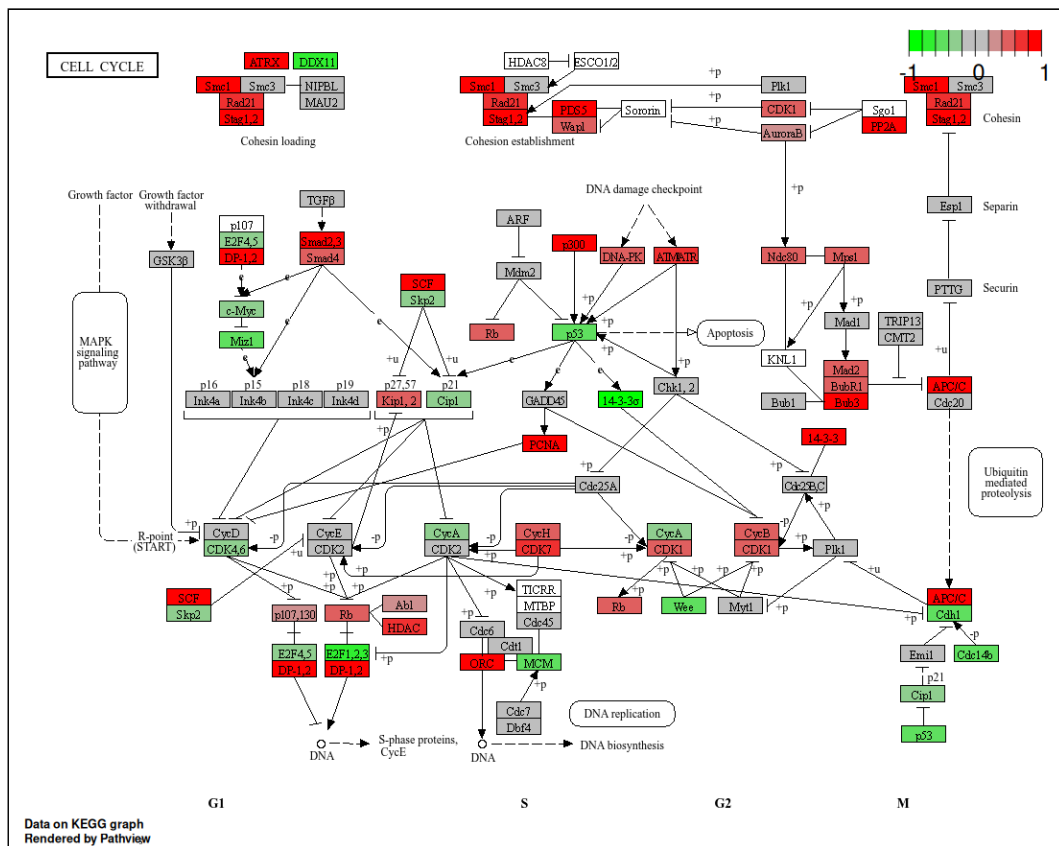 CELL CYCLE
ATRX DDX11
Smc1 Smc3 NIPBL
Rad21 MAU2
Stag1,2
Cohesin loading
HDAC8 ESCO1/2
Smc1 Smc3
Rad21
Stag1,2
PDS5
Wapl
Sororin
Cohesion establishment
+p
Plk1
+p
CDK1
+p
AuroraB
Sgo1
PP2A
-1 0 1
Smc1 Smc3
Rad21
Stag1,2
Cohesin
Growth factor
Growth factor
withdrawal
GSK3β
p107
E2F4,5
DP-1,2
TGFβ
Smad2,3
Smad4
e
e
e
c-Myc
Miz1
SCF
Skp2
+u
+u
MAPK
signaling
pathway
DNA damage checkpoint
ARF
Mdm2
p300
DNA-PK
ATMATR
+p
+p
+p
+p
Rb
p53
Apoptosis
e
e
e
+p
Ndc80
Mps1
+p
+p
KNL1
Mad1
Mad2
BubR1
Bub3
Bub1
TRIP13
CMT2
Esp1
Separin
PTTG
Securin
+u
APC/C
Cdc20
p16 p15 p18 p19
Ink4a Ink4b Ink4c Ink4d
p27,57
Kip1, 2
p21
Cip1
+p
GADD45
14-3-3σ
Chk1, 2
PCNA
14-3-3
+p
+p
Cdc25A
Cdc25B,C
Ubiquitin
mediated
proteolysis
R-point
(START)
+p
CycD
CDK4,6
-p
+u
CycE
CDK2
-p
CycA
CDK2
-p
+p
CycH
CDK7
+p
-p
CycA
CDK1
CycB
CDK1
-p
+p
+p
Plk1
+u
SCF
Skp2
+p
+p
+p
+p
p107,130
Rb
Abl
HDAC
E2F4,5
DP-1,2
E2F1,2,3
DP-1,2
+p
+p
TICRR
MTBP
Cdc45
Cdc6
Cdt1
ORC
MCM
+p
Cdc7
Dbf4
+p
Rb
Wee
+p
Myt1
+p
+p
APC/C
Cdh1
-p
Emi1
Cdc14b
p21
Cip1
p53
DNA
S-phase proteins,
CycE
DNA
DNA replication
DNA biosynthesis
G1 S G2 M
Data on KEGG graph
Rendered by Pathview